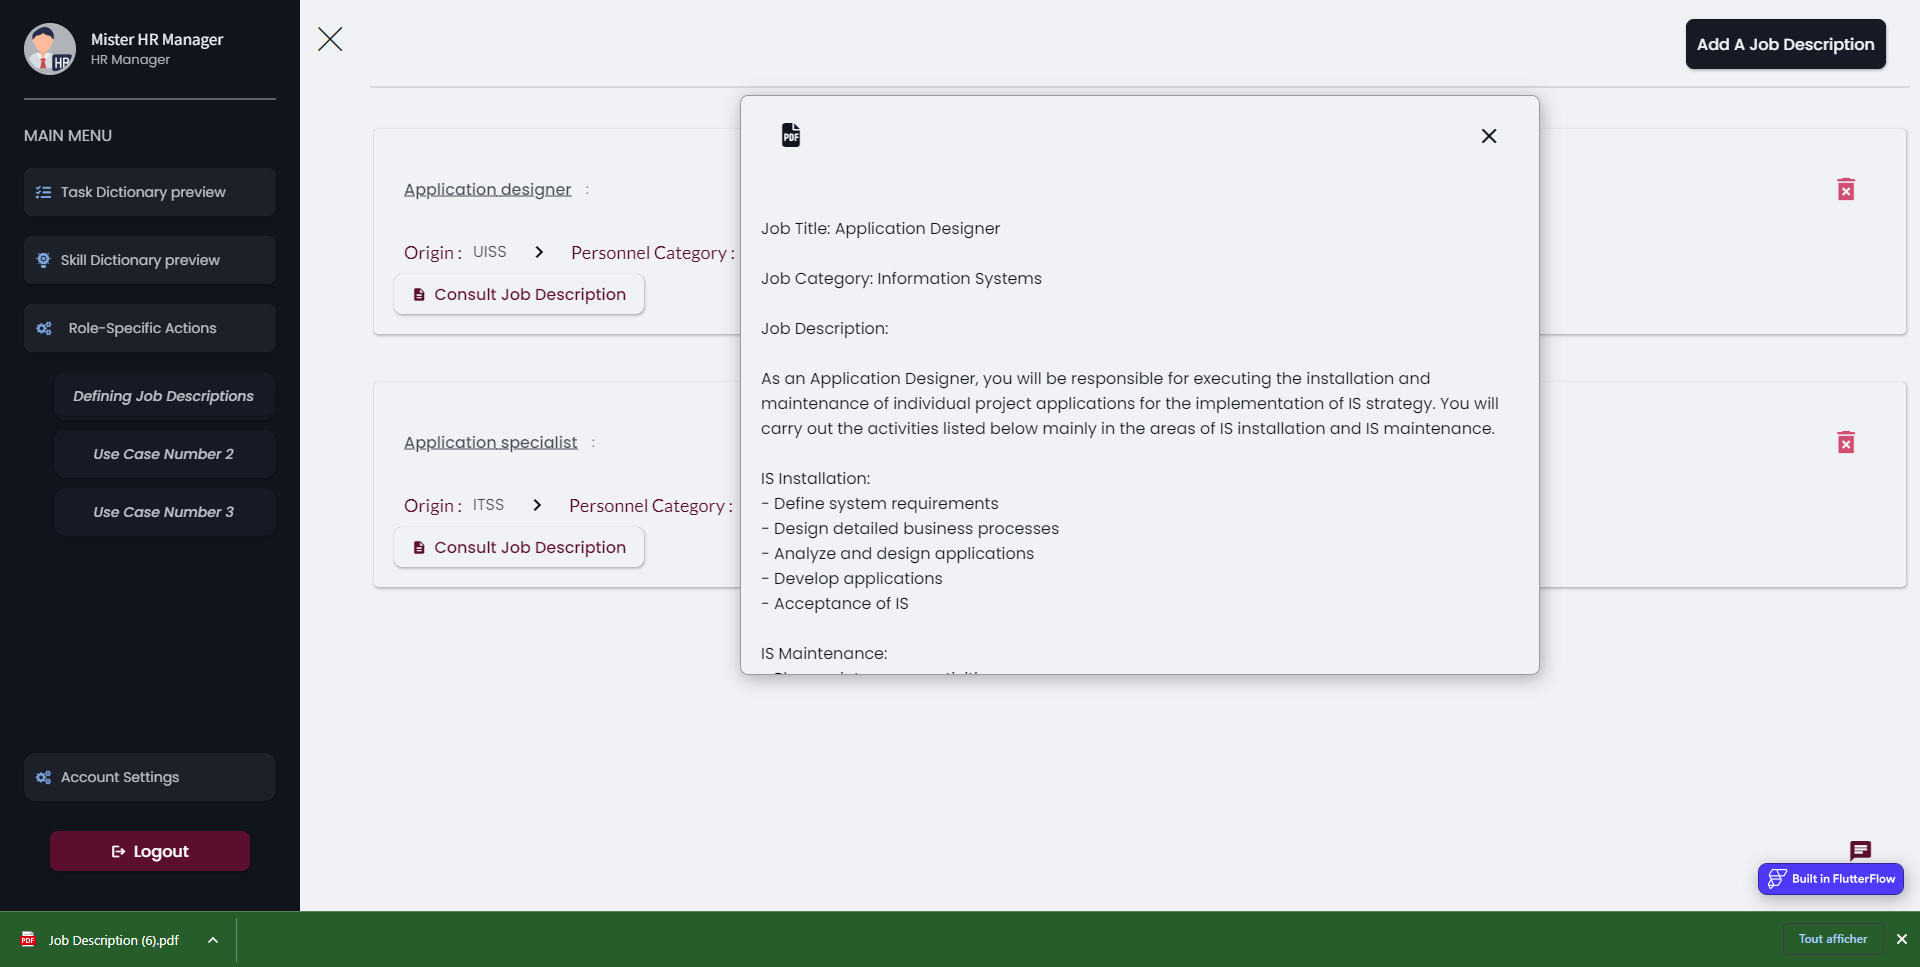 Mister HR Manager
HR Manager
HR
MAIN MENU
Task Dictionary preview
Skill Dictionary preview
Role-Specific Actions
Defining Job Descriptions
Use Case Number 2
Use Case Number 3
Account Settings
Logout
Add A Job Description
Application designer :
Origin : UISS
Personnel Category :
Consult Job Description
Application specialist :
Origin : ITSS
Personnel Category :
Consult Job Description
PDF
Job Title: Application Designer
Job Category: Information Systems
Job Description:
As an Application Designer, you will be responsible for executing the installation and
maintenance of individual project applications for the implementation of IS strategy. You will
carry out the activities listed below mainly in the areas of IS installation and IS maintenance.
IS Installation:
- Define system requirements
- Design detailed business processes
- Analyze and design applications
- Develop applications
- Acceptance of IS
IS Maintenance:
Built in FlutterFlow
PDF
Job Description (6).pdf
Tout afficher